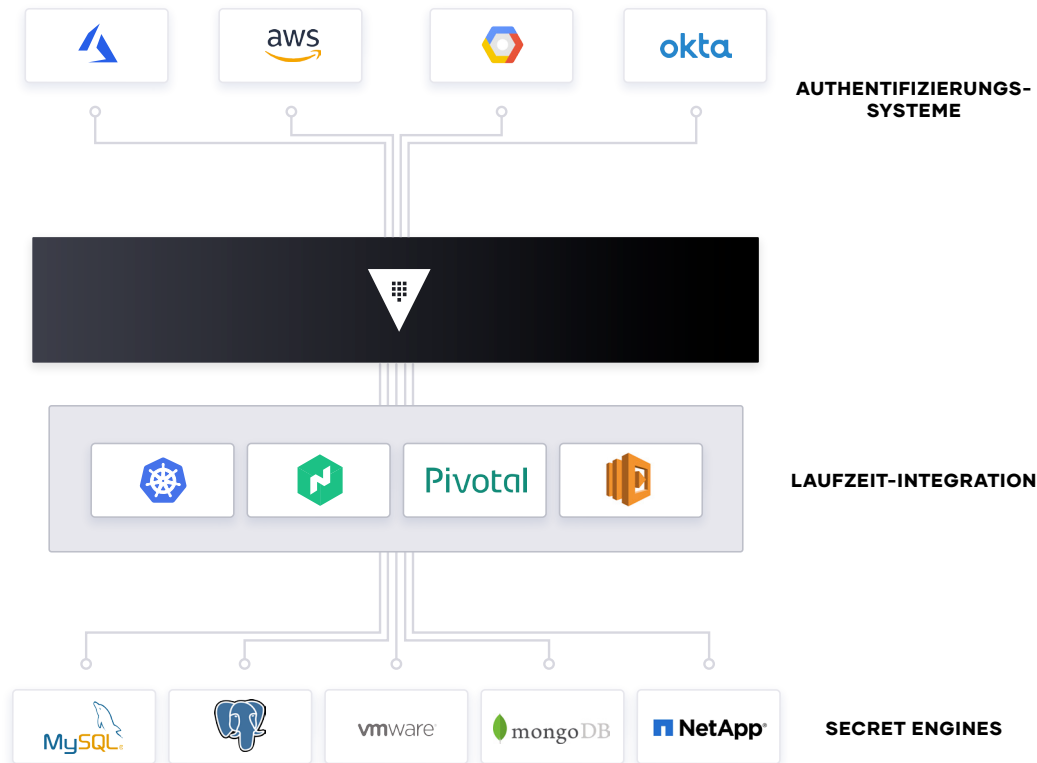 aws
okta
AUTHENTIFIZIERUNGS-
SYSTEME
Pivotal
LAUFZEIT-INTEGRATION
MySQL
vmware
mongoDB
NetApp
SECRET ENGINES